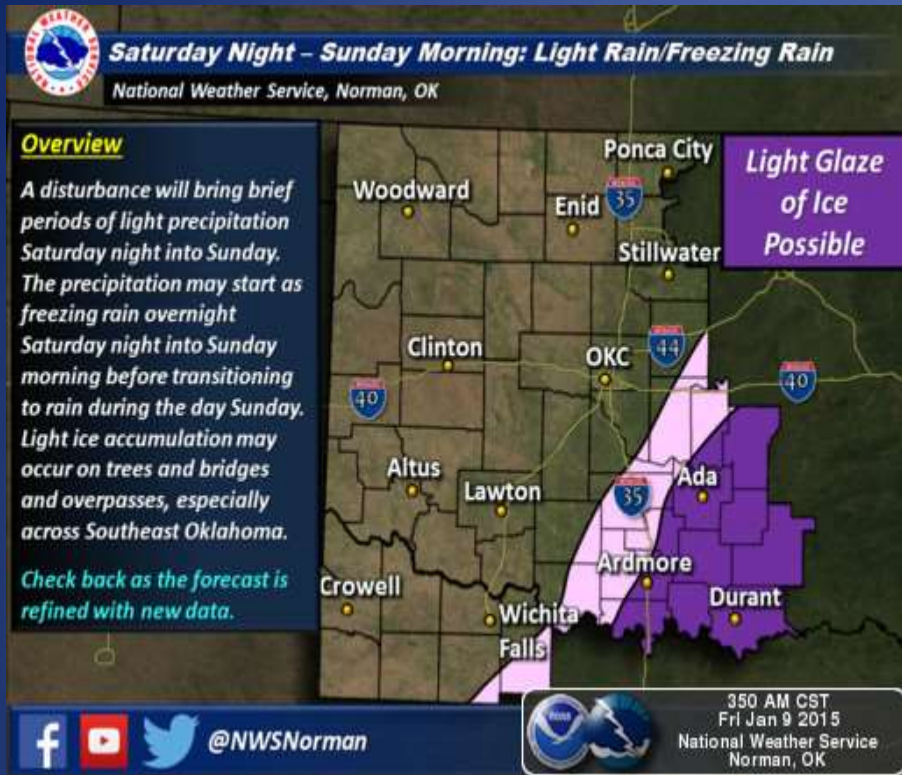 Saturday Night – Sunday Morning: Light Rain/Freezing Rain
National Weather Service, Norman, OK
Overview
A disturbance will bring brief
periods of light precipitation
Saturday night into Sunday.
The precipitation may start as
freezing rain overnight
Saturday night into Sunday
morning before transitioning
to rain during the day Sunday.
Light ice accumulation may
occur on trees and bridges
and overpasses, especially
across Southeast Oklahoma.
Check back as the forecast is
refined with new data.
Light Glaze
of Ice
Possible
Ponca City
Woodward
Enid
35
Stillwater
Clinton
OKC
44
40
40
Altus
Lawton
35
Ada
Crowell
Ardmore
Durant
Wichita
Falls
@NWSNorman
350 AM CST
Fri Jan 9 2015
National Weather Service
Norman, OK
NATIONAL WEATHER SERVICE